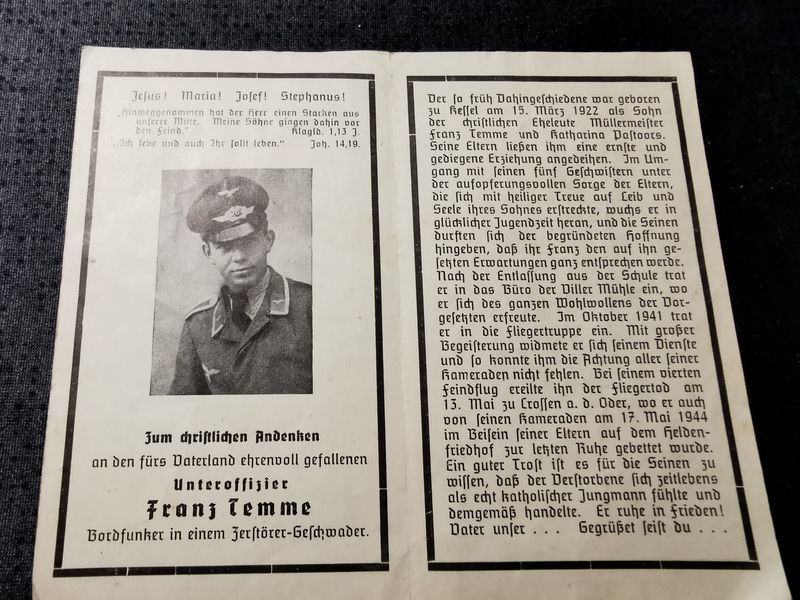 Jesus! Maria! Josef! Stephanus!
„Hinweggenommen hat der Herr einen Starken aus
unserer Mitte. Meine Söhne gingen dahin vor
den Feind.“ Klagld. 1,13 J.
„Ich lebe und auch Ihr sollt leben.“ Joh. 14,19.
Zum christlichen Andenken
an den fürs Vaterland ehrenvoll gefallenen
Unteroffizier
Franz Temme
Bordfunker in einem Zerstörer-Geschwader.
Der so früh Dahingeschiedene war geboren
zu Kessel am 15. März 1922 als Sohn
der christlichen Eheleute Müllermeister
Franz Temme und Katharina Pastoors.
Seine Eltern ließen ihm eine ernste und
gediegene Erziehung angedeihen. Im Um-
gang mit seinen fünf Geschwistern unter
der aufopferungsvollen Sorge der Eltern,
die sich mit heiliger Treue auf Leib und
Seele ihres Sohnes erstreckte, wuchs er in
glücklicher Jugendzeit heran, und die Seinen
durften sich der begründeten Hoffnung
hingeben, daß ihr Franz den auf ihn ge-
setzten Erwartungen ganz entsprechen werde.
Nach der Entlassung aus der Schule trat
er in das Büro der Viller Mühle ein, wo
er sich des ganzen Wohlwollens der Vor-
gesetzten erfreute. Im Oktober 1941 trat
er in die Fliegertruppe ein. Mit großer
Begeisterung widmete er sich seinem Dienste
und so konnte ihm die Achtung aller seiner
Kameraden nicht fehlen. Bei seinem vierten
Feindflug ereilte ihn der Fliegertod am
13. Mai zu Crossen a. d. Oder, wo er auch
von seinen Kameraden am 17. Mai 1944
im Beisein seiner Eltern auf dem Helden-
friedhof zur letzten Ruhe gebettet wurde.
Ein guter Trost ist es für die Seinen zu
wissen, daß der Verstorbene sich zeitlebens
als echt katholischer Jungmann fühlte und
demgemäß handelte. Er ruhe in Frieden!
Vater unser . . . Gegrüßet seist du . . .